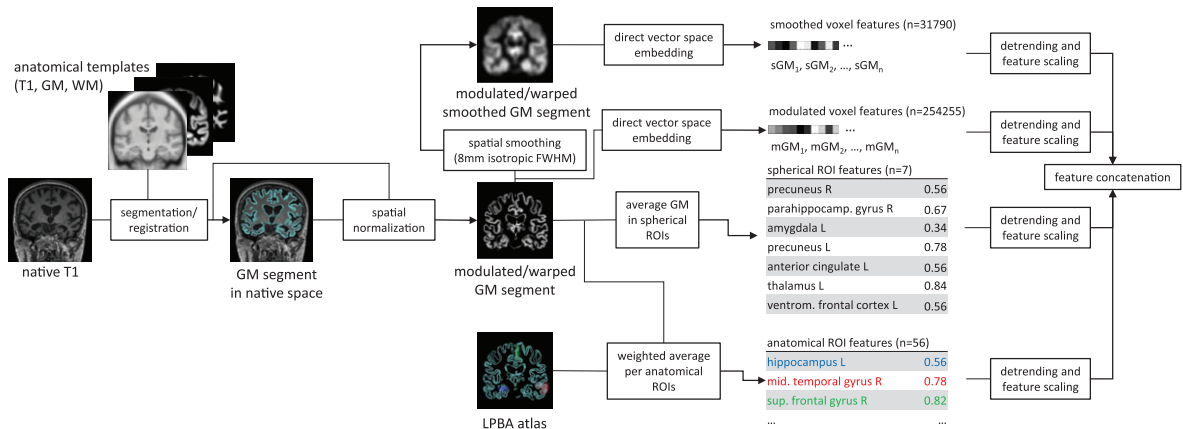 anatomical templates
(T1, GM, WM)
native T1
segmentation/
registration
GM segment
in native space
spatial
normalization
modulated/warped
smoothed GM segment
spatial smoothing
(8mm isotropic FWHM)
modulated/warped
GM segment
LPBA atlas
direct vector space
embedding
direct vector space
embedding
average GM
in spherical
ROIs
weighted average
per anatomical
ROIs
smoothed voxel features (n=31790)
...
sGM1, sGM2, ..., sGMn
modulated voxel features (n=254255)
...
mGM1, mGM2, ..., mGMn
spherical ROI features (n=7)
precuneus R 0.56
parahippocamp. gyrus R 0.67
amygdala L 0.34
precuneus L 0.78
anterior cingulate L 0.56
thalamus L 0.84
ventrom. frontal cortex L 0.56
anatomical ROI features (n=56)
hippocampus L 0.56
mid. temporal gyrus R 0.78
sup. frontal gyrus R 0.82
... ...
detrending and
feature scaling
detrending and
feature scaling
feature concatenation
detrending and
feature scaling
detrending and
feature scaling